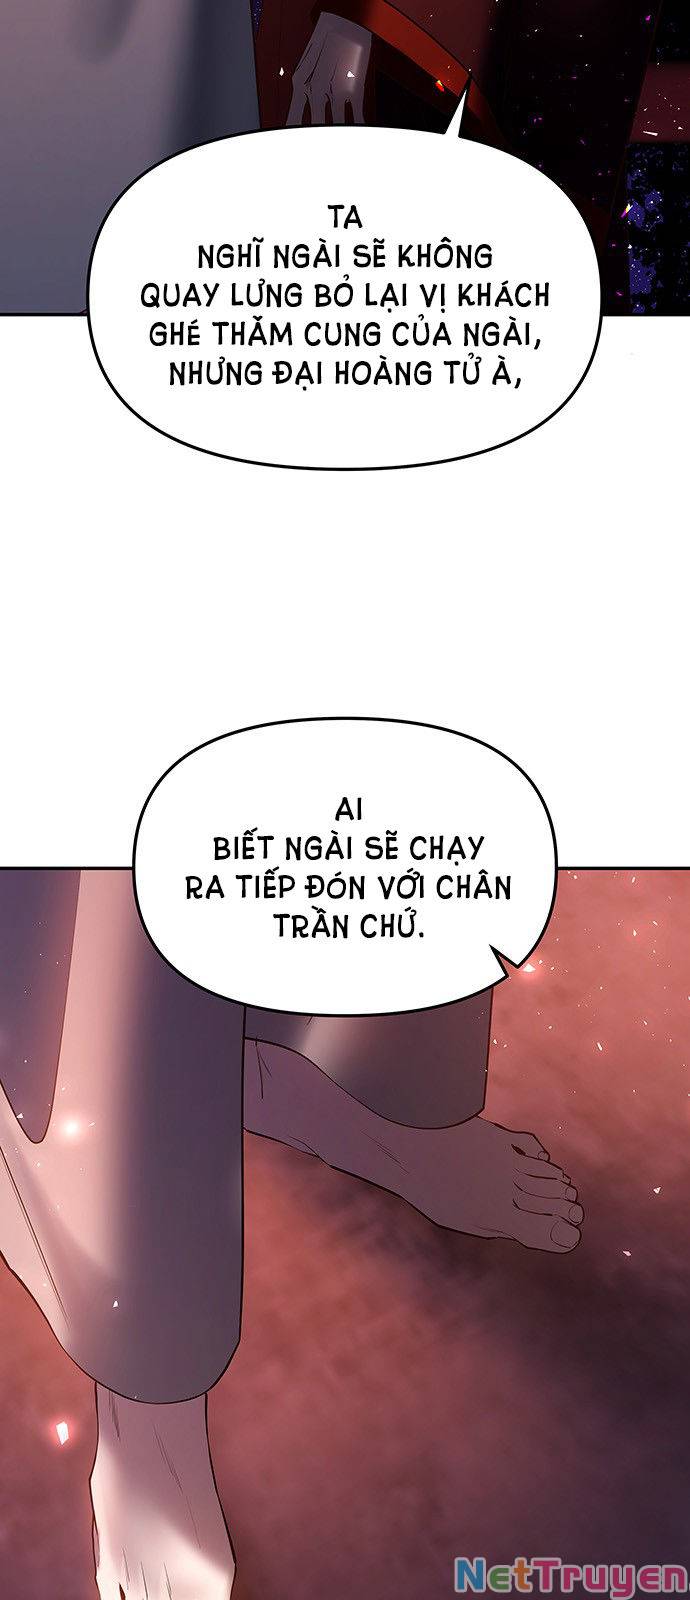 TA
NGHĨ NGÀI SẼ KHÔNG
QUAY LƯNG BỎ LẠI VỊ KHÁCH
GHÉ THĂM CUNG CỦA NGÀI,
NHƯNG ĐẠI HOÀNG TỬ À,
AI
BIẾT NGÀI SẼ CHẠY
RA TIẾP ĐÓN VỚI CHÂN
TRẦN CHỨ.
NetTruyen